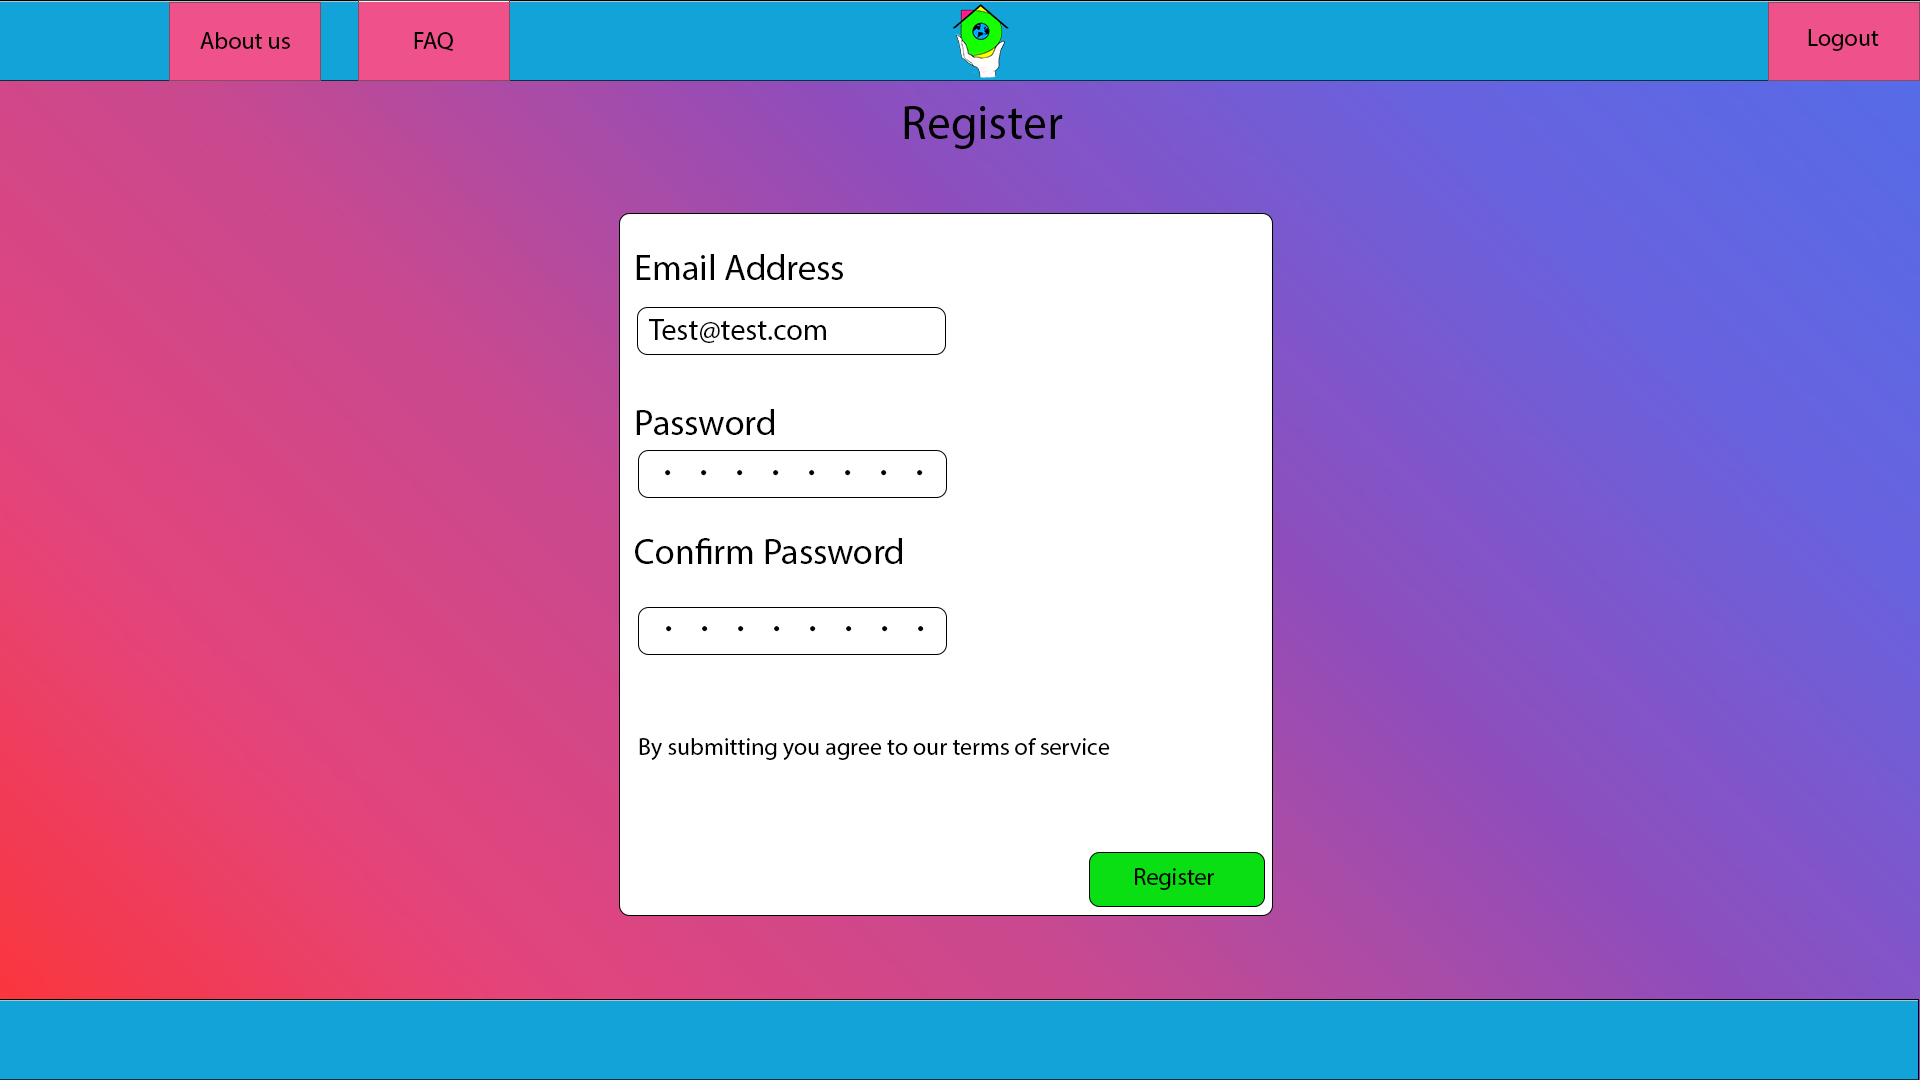 About us
FAQ
Logout
Register
Email Address
Test@test.com
Password
• • • • • • • •
Confirm Password
• • • • • • • •
By submitting you agree to our terms of service
Register